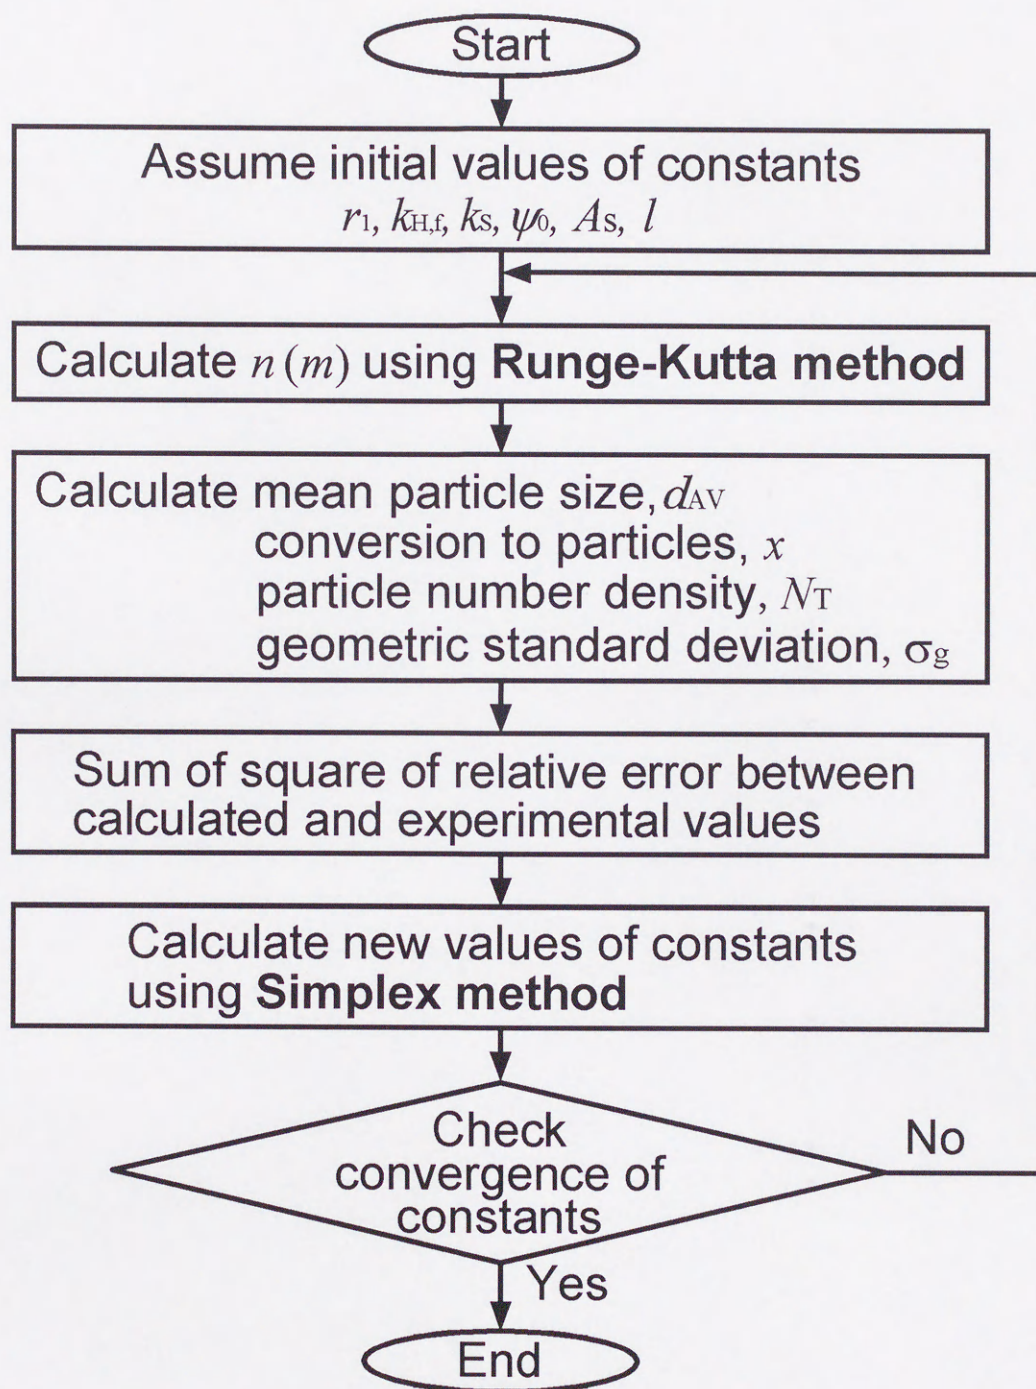 Start
Assume initial values of constants
r1, kH,f, kS, ψ0, AS, l
Calculate n (m) using Runge-Kutta method
Calculate mean particle size, dAV
conversion to particles, x
particle number density, NT
geometric standard deviation, σg
Sum of square of relative error between
calculated and experimental values
Calculate new values of constants
using Simplex method
Check
convergence of
constants
No
Yes
End